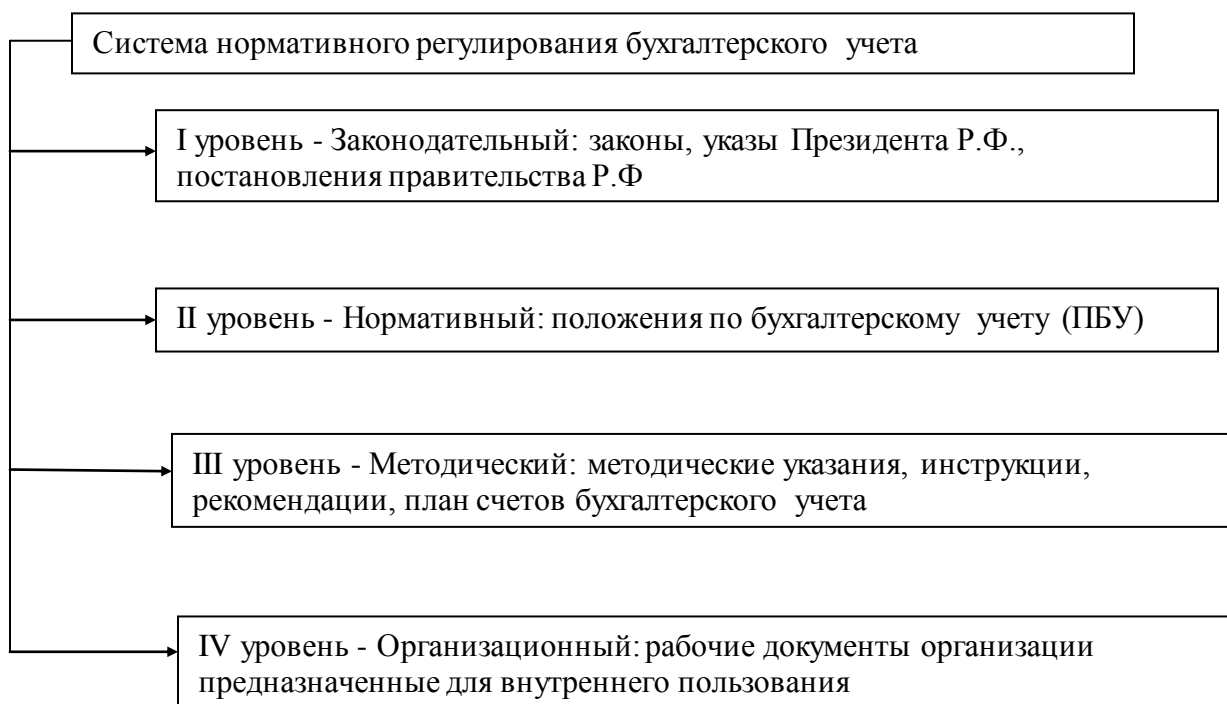 Система нормативного регулирования бухгалтерского учета
I уровень - Законодательный: законы, указы Президента Р.Ф.,
постановления правительства Р.Ф
II уровень - Нормативный: положения по бухгалтерскому учету (ПБУ)
III уровень - Методический: методические указания, инструкции,
рекомендации, план счетов бухгалтерского учета
IV уровень - Организационный: рабочие документы организации
предназначенные для внутреннего пользования